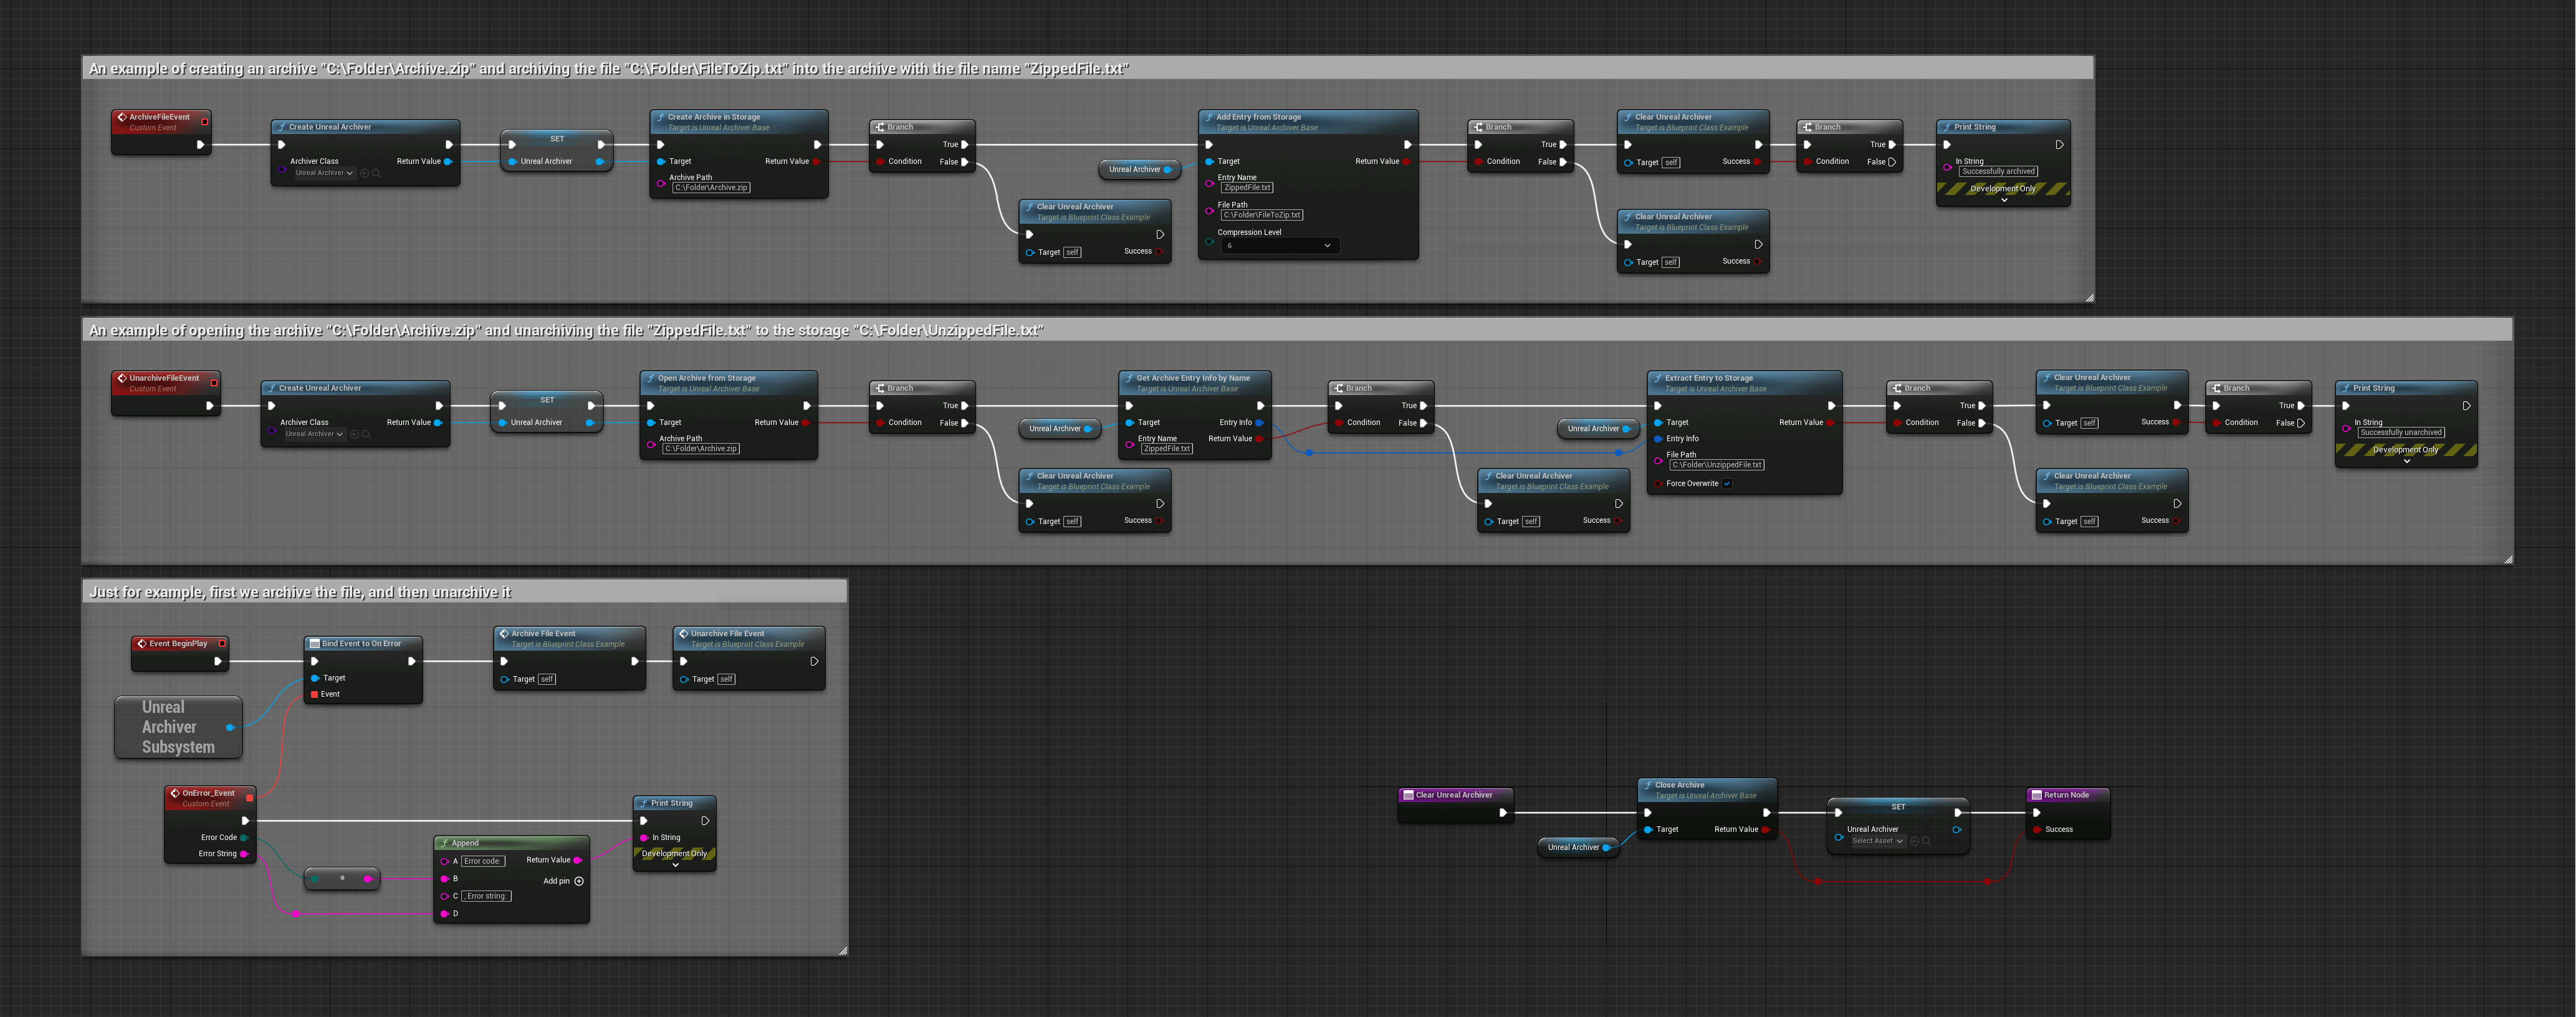 An example of creating an archive "C:\Folder\Archive.zip" and archiving the file "C:\Folder\FileToZip.txt" into the archive with the file name "ZippedFile.txt"
ArchiveFileEvent
Custom Event
Create Unreal Archiver
Archiver Class
Return Value
Unreal Archiver
SET
Unreal Archiver
Create Archive in Storage
Target is Unreal Archiver Base
Target
Return Value
Archive Path
C:\Folder\Archive.zip
Branch
True
Condition
False
Clear Unreal Archiver
Target is Blueprint Class Example
Target self
Success
Unreal Archiver
Add Entry from Storage
Target is Unreal Archiver Base
Target
Return Value
Entry Name
ZippedFile.txt
File Path
C:\Folder\FileToZip.txt
Compression Level
6
Branch
True
Condition
False
Clear Unreal Archiver
Target is Blueprint Class Example
Target self
Success
Clear Unreal Archiver
Target is Blueprint Class Example
Target self
Success
Branch
True
Condition
False
Print String
In String
Successfully archived
Development Only
An example of opening the archive "C:\Folder\Archive.zip" and unarchiving the file "ZippedFile.txt" to the storage "C:\Folder\UnzippedFile.txt"
UnarchiveFileEvent
Custom Event
Create Unreal Archiver
Archiver Class
Return Value
Unreal Archiver
SET
Unreal Archiver
Open Archive from Storage
Target is Unreal Archiver Base
Target
Return Value
Archive Path
C:\Folder\Archive.zip
Branch
True
Condition
False
Clear Unreal Archiver
Target is Blueprint Class Example
Target self
Success
Unreal Archiver
Get Archive Entry Info by Name
Target is Unreal Archiver Base
Target
Entry Info
Entry Name
Return Value
ZippedFile.txt
Branch
True
Condition
False
Clear Unreal Archiver
Target is Blueprint Class Example
Target self
Success
Unreal Archiver
Extract Entry to Storage
Target is Unreal Archiver Base
Target
Return Value
Entry Info
File Path
C:\Folder\UnzippedFile.txt
Force Overwrite
Branch
True
Condition
False
Clear Unreal Archiver
Target is Blueprint Class Example
Target self
Success
Clear Unreal Archiver
Target is Blueprint Class Example
Target self
Success
Branch
True
Condition
False
Print String
In String
Successfully unarchived
Development Only
Just for example, first we archive the file, and then unarchive it
Event BeginPlay
Bind Event to On Error
Target
Event
Archive File Event
Target is Blueprint Class Example
Target self
Unarchive File Event
Target is Blueprint Class Example
Target self
Unreal
Archiver
Subsystem
OnError_Event
Custom Event
Error Code
Error String
Append
A Error code:
Return Value
B
Add pin
C , Error string:
D
Print String
In String
Development Only
Clear Unreal Archiver
Unreal Archiver
Close Archive
Target is Unreal Archiver Base
Target
Return Value
SET
Unreal Archiver
Select Asset
Return Node
Success